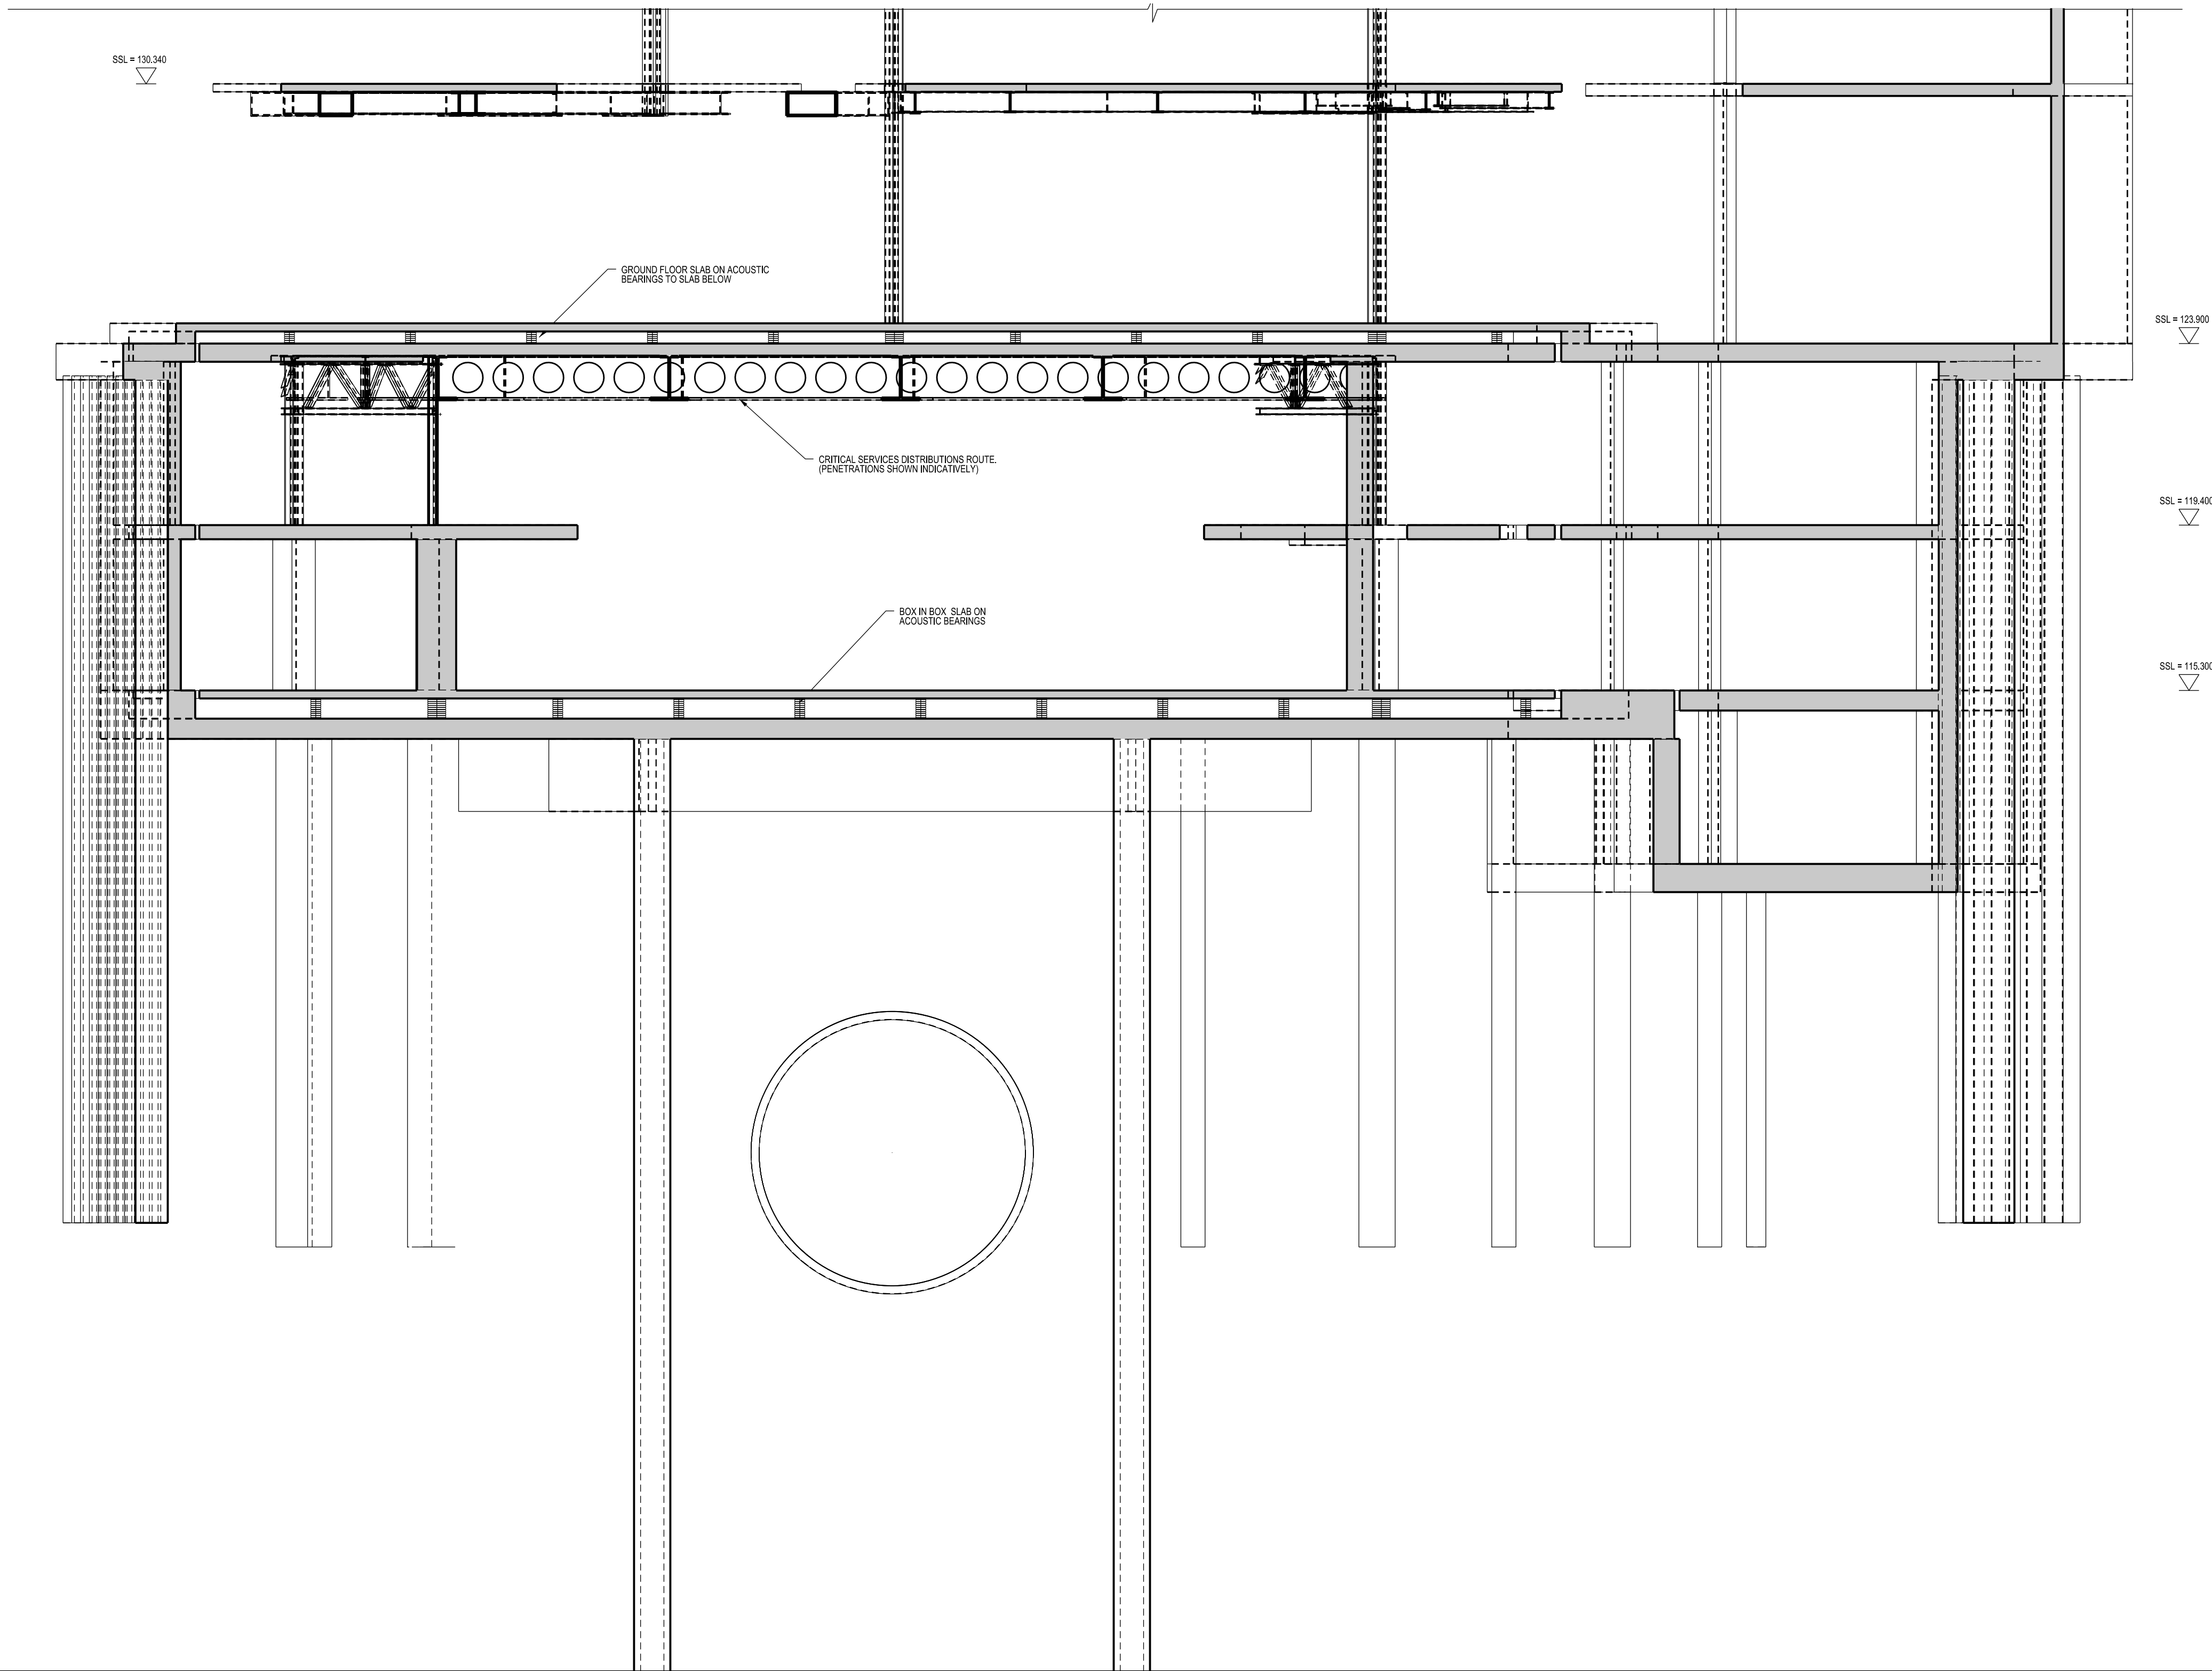 SSL = 130.340
GROUND FLOOR SLAB ON ACOUSTIC
BEARINGS TO SLAB BELOW
SSL = 123.900
CRITICAL SERVICES DISTRIBUTIONS ROUTE.
(PENETRATIONS SHOWN INDICATIVELY)
SSL = 119.400
BOX IN BOX SLAB ON
ACOUSTIC BEARINGS
SSL = 115.300